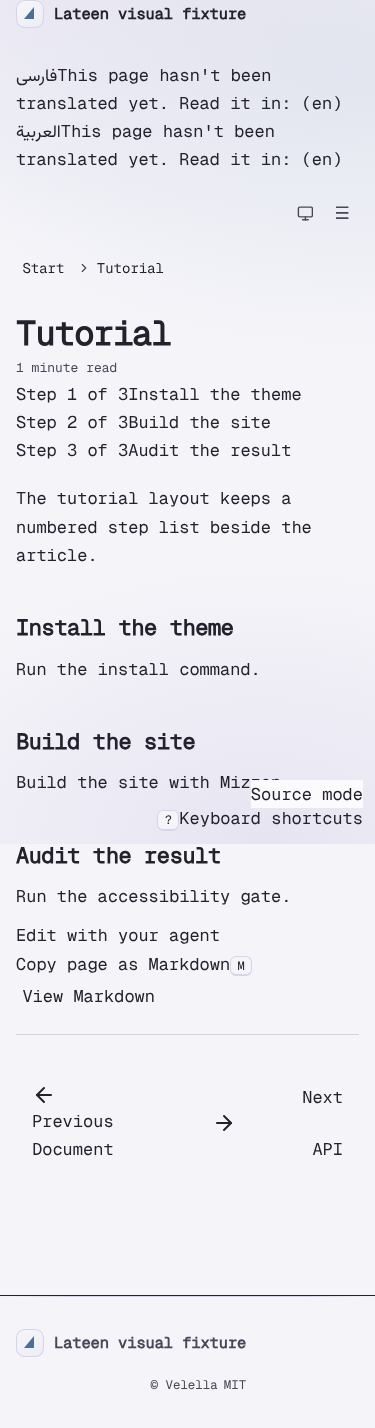 Lateen visual fixture
فارسیThis page hasn't been
translated yet. Read it in: (en)
العربيةThis page hasn't been
translated yet. Read it in: (en)
Start > Tutorial
Tutorial
1 minute read
Step 1 of 3Install the theme
Step 2 of 3Build the site
Step 3 of 3Audit the result
The tutorial layout keeps a
numbered step list beside the
article.
Install the theme
Run the install command.
Build the site
Build the site with
Source mode
? Keyboard shortcuts
Audit the result
Run the accessibility gate.
Edit with your agent
Copy page as Markdown M
View Markdown
Previous
Document
Next
API
Lateen visual fixture
© Velella MIT